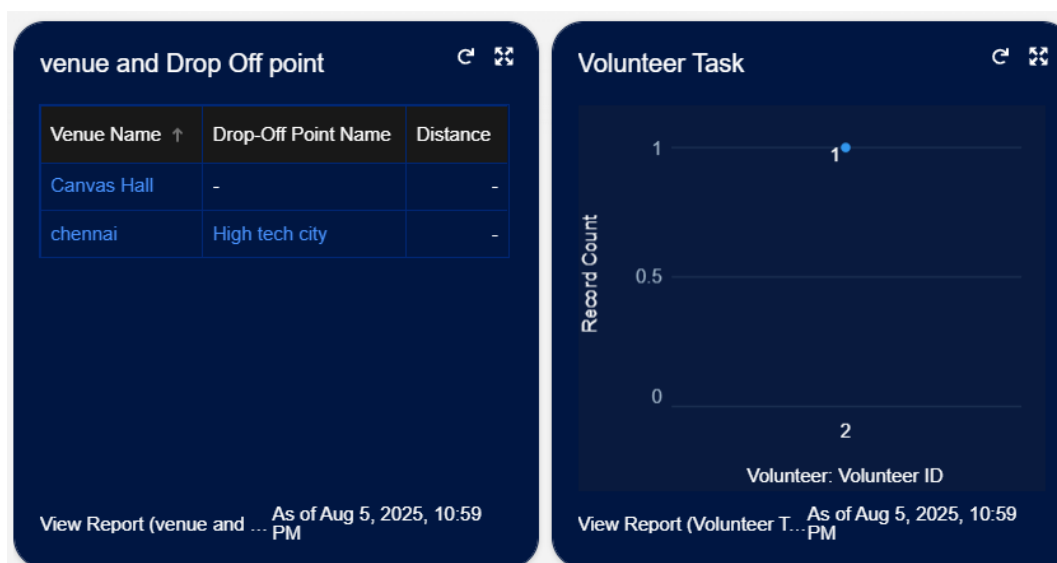 venue and Drop Off point
Venue Name ↑ Drop-Off Point Name Distance
Canvas Hall - -
chennai High tech city -
View Report (venue and ... As of Aug 5, 2025, 10:59 PM
Volunteer Task
1
1
0.5
0
Record Count
2
Volunteer: Volunteer ID
View Report (Volunteer T... As of Aug 5, 2025, 10:59 PM